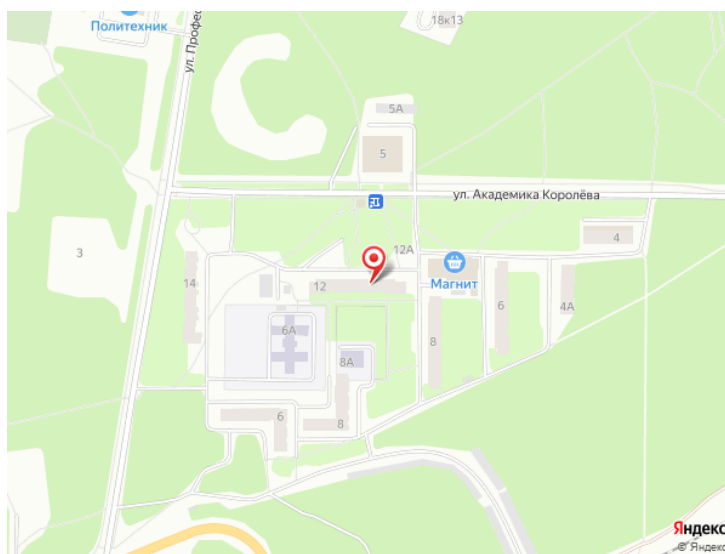 18к13
Политехник
ул. Профес
5А
5
ул. Академика Королёва
4
3
12А
14
12
Магнит
6
4А
6А
8
8А
6
8
Яндекс
© Яндекс